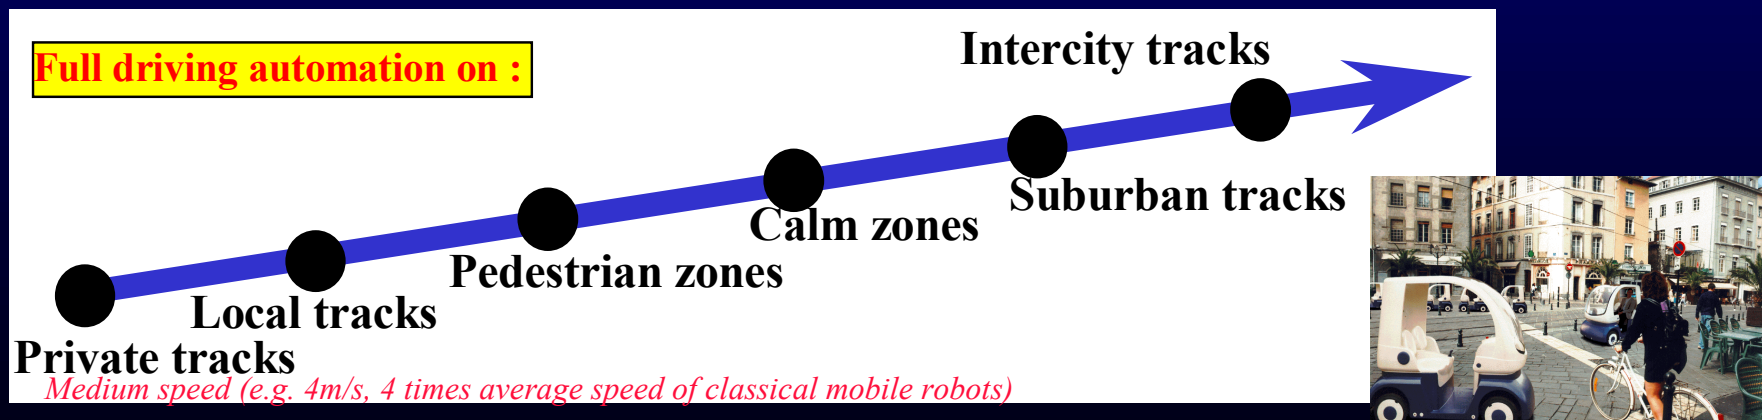 Full driving automation on :
Intercity tracks
Suburban tracks
Calm zones
Pedestrian zones
Local tracks
Private tracks
Medium speed (e.g. 4m/s, 4 times average speed of classical mobile robots)